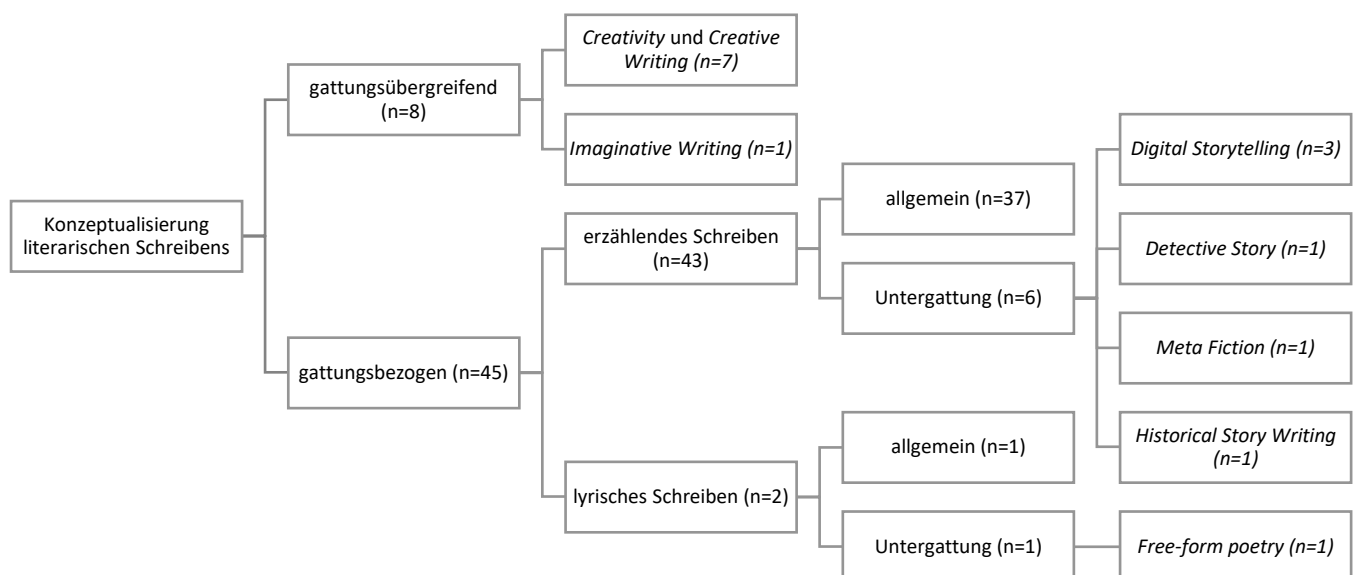 Konzeptualisierung
literarischen Schreibens
gattungsübergreifend
(n=8)
Creativity und Creative
Writing (n=7)
Imaginative Writing (n=1)
gattungsbezogen (n=45)
erzählendes Schreiben
(n=43)
allgemein (n=37)
Untergattung (n=6)
Digital Storytelling (n=3)
Detective Story (n=1)
Meta Fiction (n=1)
Historical Story Writing
(n=1)
lyrisches Schreiben (n=2)
allgemein (n=1)
Untergattung (n=1)
Free-form poetry (n=1)